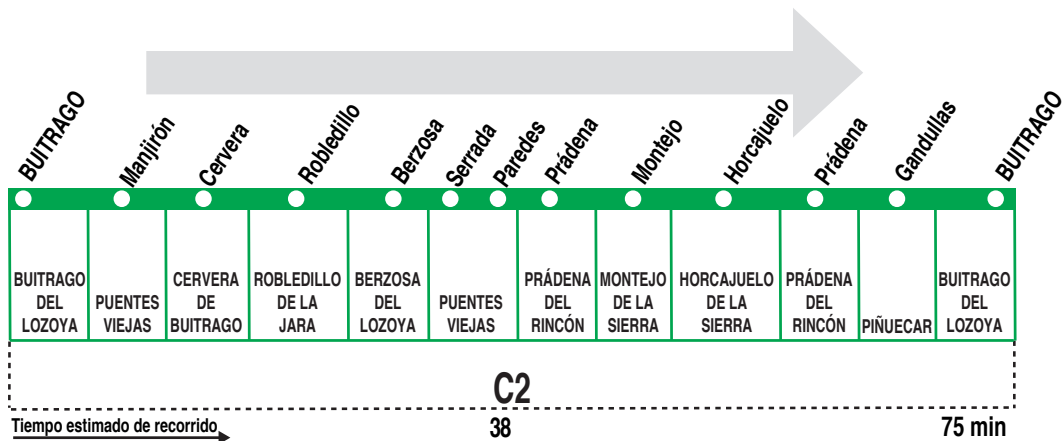 BUITRAGO
Manjirón
Cervera
Robledillo
Berzosa
Serrada
Paredes
Prádena
Montejo
Horcajuelo
Prádena
Gandullas
BUITRAGO
BUITRAGO
DEL
LOZOYA
PUENTES
VIEJAS
CERVERA
DE
BUITRAGO
ROBLEDILLO
DE LA
JARA
BERZOSA
DEL
LOZOYA
PUENTES
VIEJAS
PRÁDENA
DEL
RINCÓN
MONTEJO
DE LA
SIERRA
HORCAJUELO
DE LA
SIERRA
PRÁDENA
DEL
RINCÓN
PIÑUECAR
BUITRAGO
DEL
LOZOYA
C2
Tiempo estimado de recorrido
38
75 min